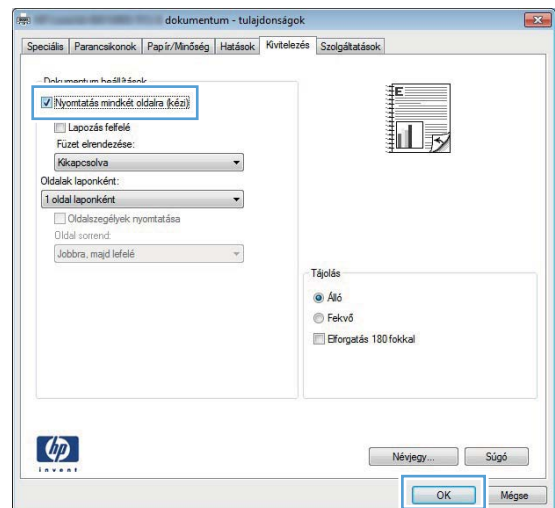 dokumentum - tulajdonságok
Speciális Parancsikonok Papír/Minőség Hatások Kivitelezés Szolgáltatások
Dokumentum beállítások
Nyomtatás mindkét oldalra (kézi)
Lapozás felfelé
Füzet elrendezése:
Kikapcsolva
Oldalak laponként:
1 oldal laponként
Oldalszegélyek nyomtatása
Oldal sorrend:
Jobbra, majd lefelé
E
Tájolás
Álló
Fekvő
Elforgatás 180 fokkal
hp
invent
Névjegy... Súgó
OK Mégse